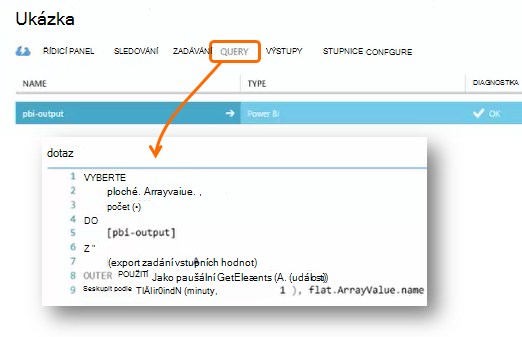 Ukázka
ŘÍDICÍ PANEL SLEDOVÁNÍ ZADÁVÁNÍ QUERY VÝSTUPY STUPNICE CONFGURE
NAME TYPE DIAGNOSTIKA
pbi-output Power BI OK
dotaz
1 VYBERTE
2 ploché. Arrayvaiue. ,
3 počet (•)
4 DO
5 [pbi-output]
6 Z "
7 (export zadání vstupních hodnot)
8 OUTER POUŽITÍ Jako paušální GetEleænts (A. (události))
9 Seskupit podle (minuty, 1 ), flat.ArrayValue.name